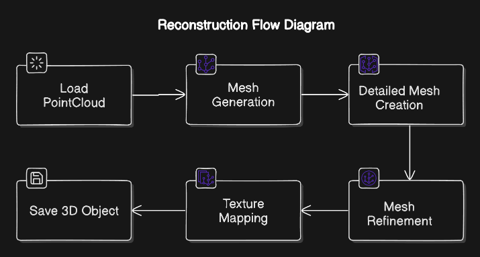 Reconstruction Flow Diagram
Load
PointCloud
Mesh
Generation
Detailed Mesh
Creation
Save 3D Object
Texture
Mapping
Mesh
Refinement